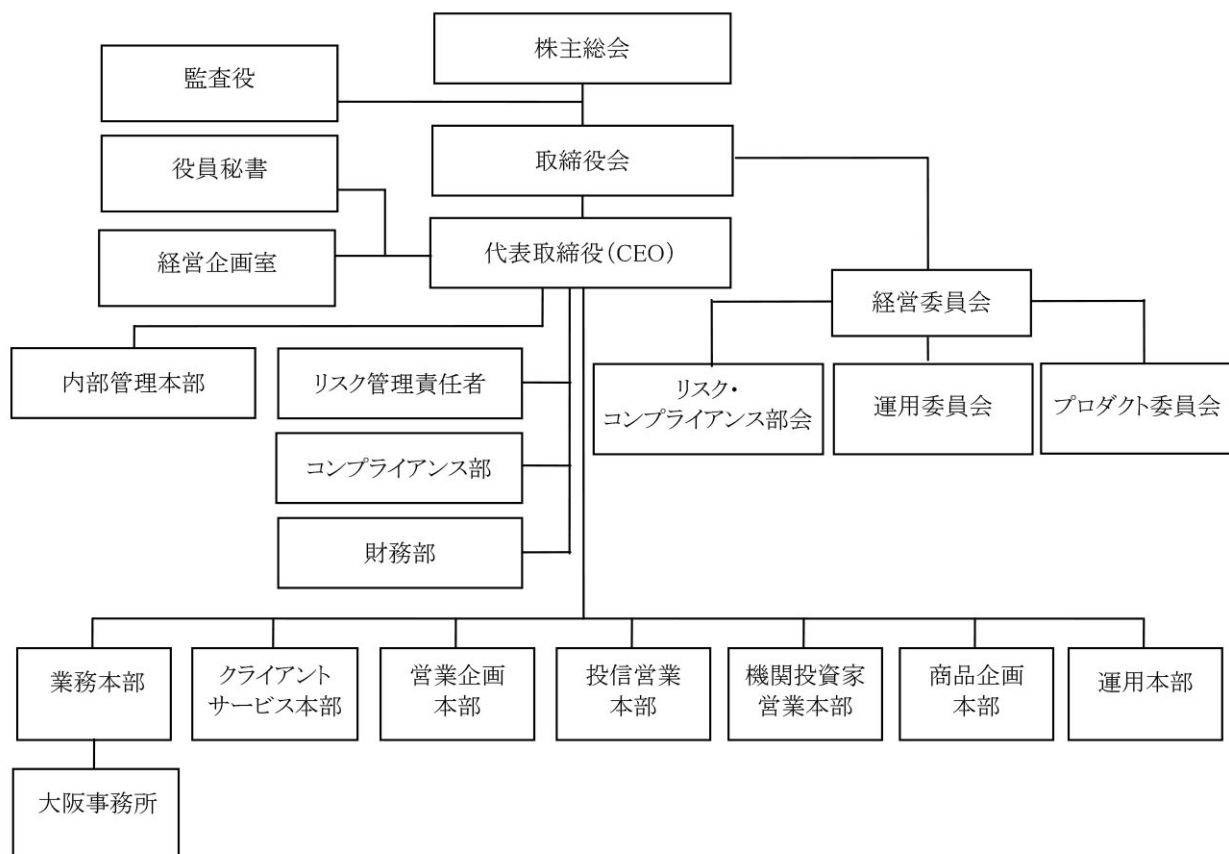 株主総会
監査役
取締役会
役員秘書
代表取締役(CEO)
経営企画室
経営委員会
内部管理本部
リスク管理責任者
リスク・
コンプライアンス部会
運用委員会
プロダクト委員会
コンプライアンス部
財務部
業務本部
クライアント
サービス本部
営業企画
本部
投信営業
本部
機関投資家
営業本部
商品企画
本部
運用本部
大阪事務所